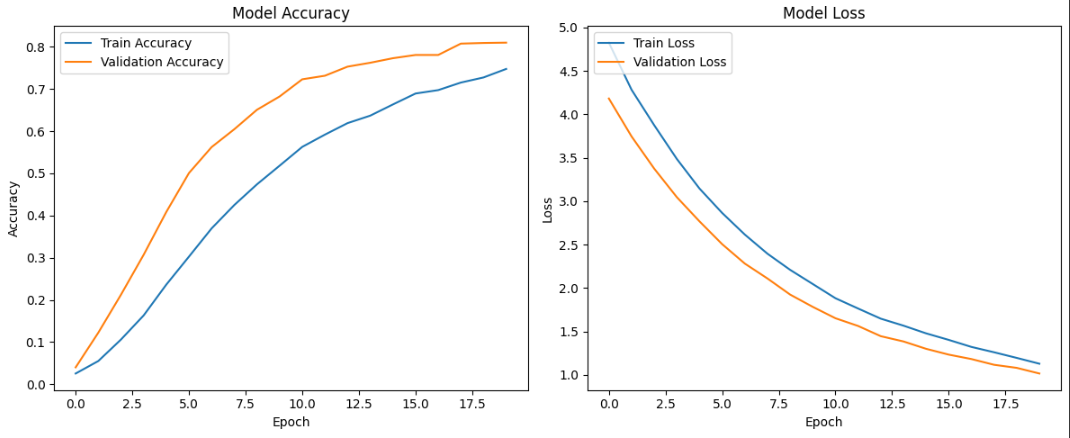 Model Accuracy
Train Accuracy
Validation Accuracy
0.8
0.7
0.6
0.5
0.4
0.3
0.2
0.1
0.0
Accuracy
0.0 2.5 5.0 7.5 10.0 12.5 15.0 17.5
Epoch
Model Loss
Train Loss
Validation Loss
5.0
4.5
4.0
3.5
3.0
2.5
2.0
1.5
1.0
Loss
0.0 2.5 5.0 7.5 10.0 12.5 15.0 17.5
Epoch